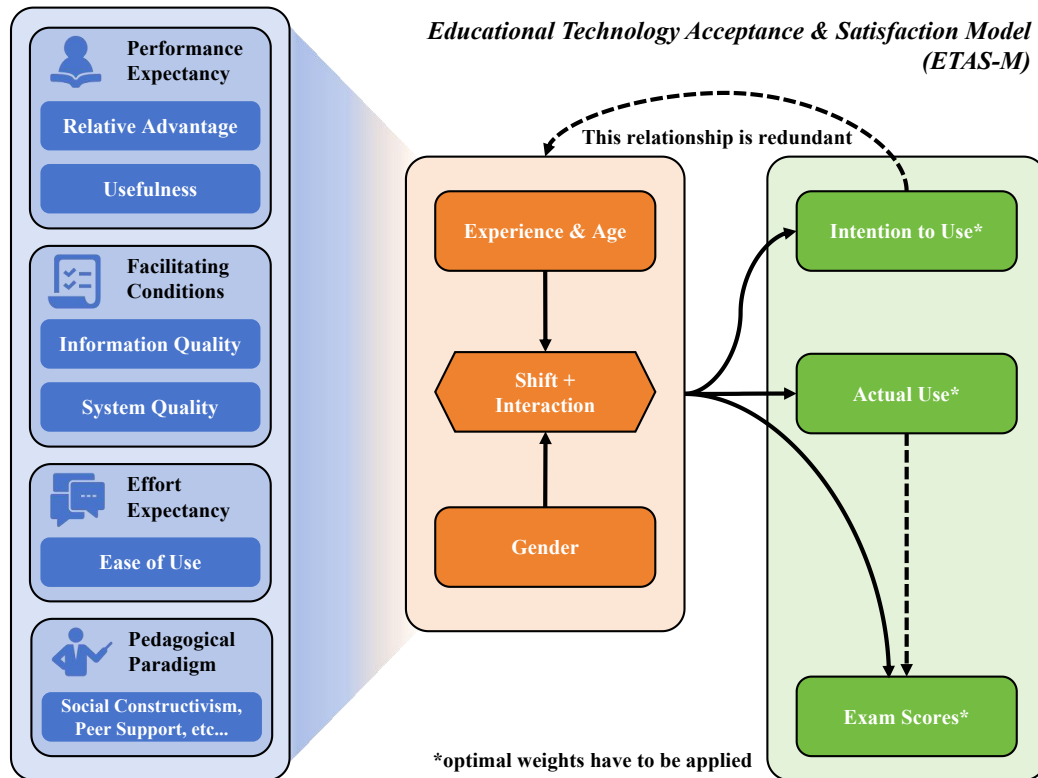 Educational Technology Acceptance & Satisfaction Model
(ETAS-M)
Performance
Expectancy
Relative Advantage
Usefulness
Facilitating
Conditions
Information Quality
System Quality
Effort
Expectancy
Ease of Use
Pedagogical
Paradigm
Social Constructivism,
Peer Support, etc...
This relationship is redundant
Experience & Age
Shift +
Interaction
Gender
Intention to Use*
Actual Use*
Exam Scores*
*optimal weights have to be applied